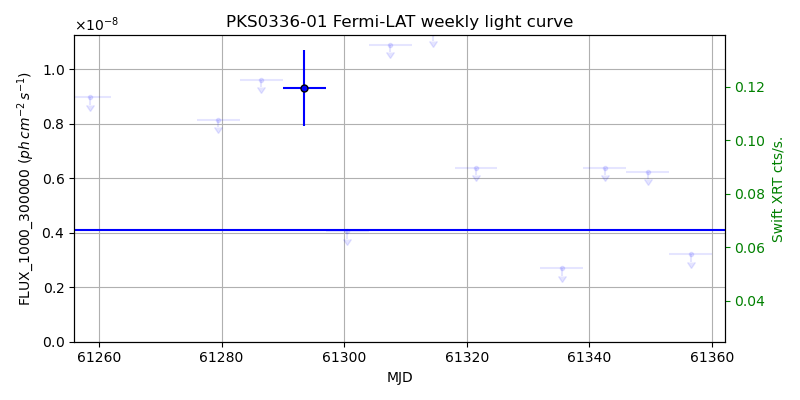 PKS0336-01 Fermi-LAT weekly light curve
×10⁻⁸
1.0
0.8
0.6
0.4
0.2
0.0
FLUX_1000_300000 (ph cm⁻² s⁻¹)
0.12
0.10
0.08
0.06
0.04
Swift XRT cts/s.
61260 61280 61300 61320 61340 61360
MJD